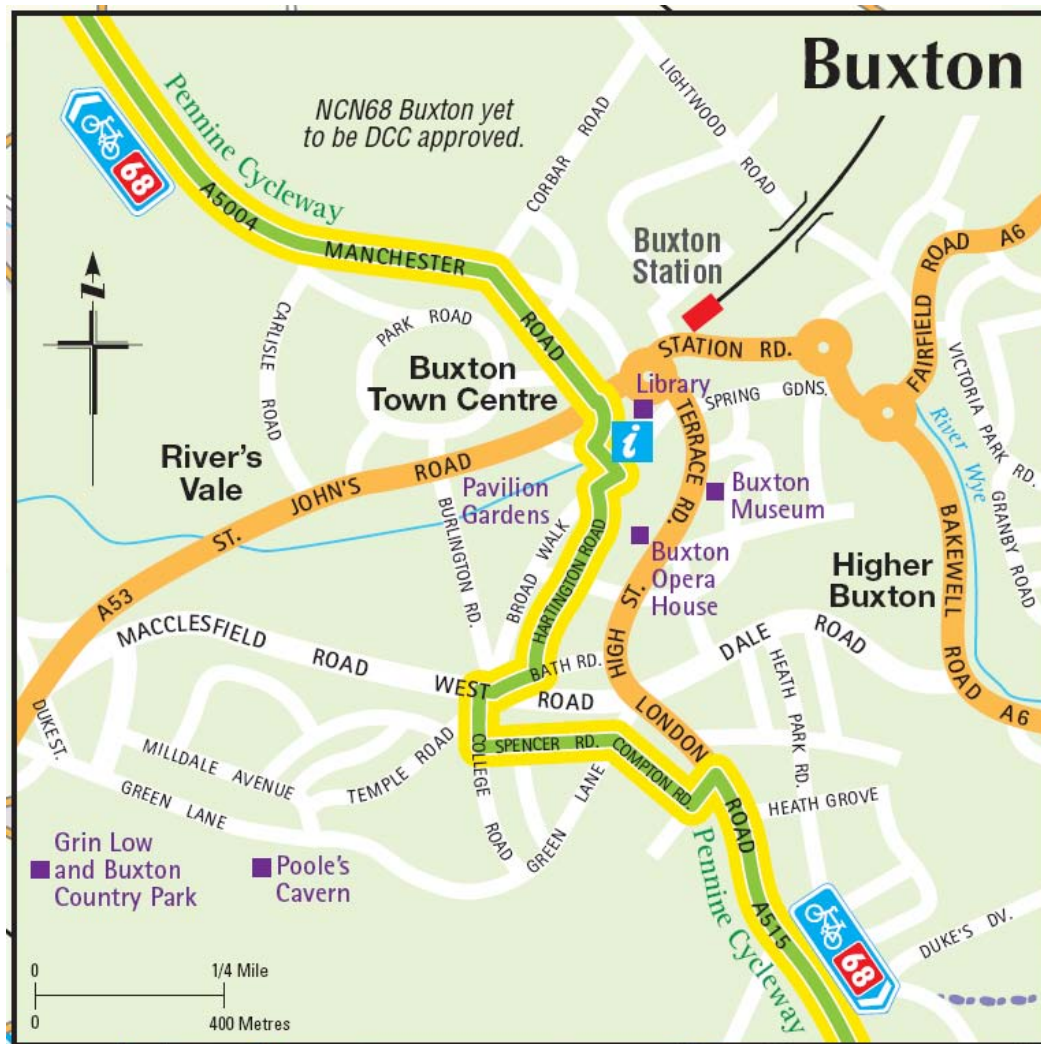 Buxton
NCN68 Buxton yet
to be DCC approved.
Pennine Cycleway
68
A5004
MANCHESTER
ROAD
CORBAR ROAD
LIGHTWOOD
ROAD
Buxton
Station
FAIRFIELD ROAD A6
STATION RD.
CARLISLE
ROAD
PARK ROAD
Buxton
Town Centre
Library
i
SPRING GDNS.
TERRACE RD.
VICTORIA PARK RD.
River Wye
GRANBY ROAD
River's
Vale
ST. JOHN'S ROAD
A53
Pavilion
Gardens
BURLINGTON RD.
BROAD WALK
HARTINGTON ROAD
Buxton
Museum
Buxton
Opera
House
HIGH ST.
Higher
Buxton
BAKEWELL
ROAD
A6
MACCLESFIELD
ROAD
WEST
ROAD
BATH RD.
DALE ROAD
HEATH PARK RD.
LONDON
ROAD
DUKE ST.
MILLDALE AVENUE
TEMPLE ROAD
GREEN LANE
COLLEGE
ROAD
SPENCER RD.
COMPTON RD.
GREEN LANE
HEATH GROVE
Grin Low
and Buxton
Country Park
Poole's
Cavern
Pennine Cycleway
A515
68
DUKE'S DV.
0 1/4 Mile
0 400 Metres
N